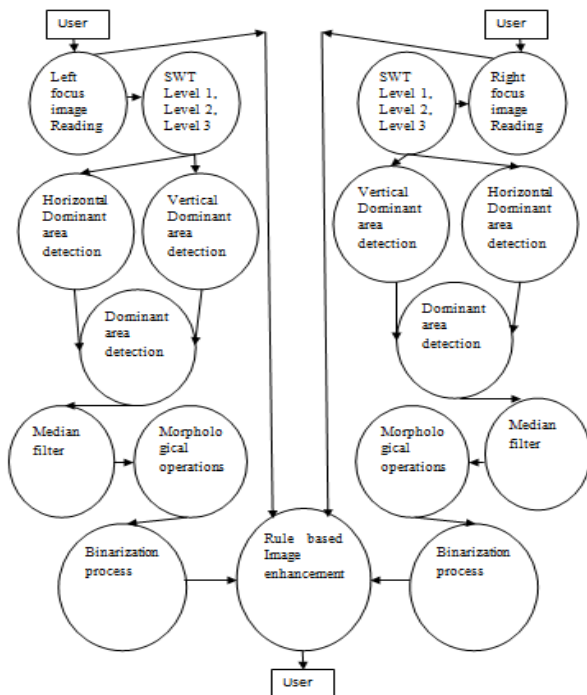 User
User
Left
focus
image
Reading
SWT
Level 1,
Level 2,
Level 3
SWT
Level 1,
Level 2,
Level 3
Right
focus
image
Reading
Horizontal
Dominant
area
detection
Vertical
Dominant
area
detection
Vertical
Dominant
area
detection
Horizontal
Dominant
area
detection
Dominant
area
detection
Dominant
area
detection
Median
filter
Morpholo
gical
operations
Morpholo
gical
operations
Median
filter
Binarization
process
Rule based
Image
enhancement
Binarization
process
User